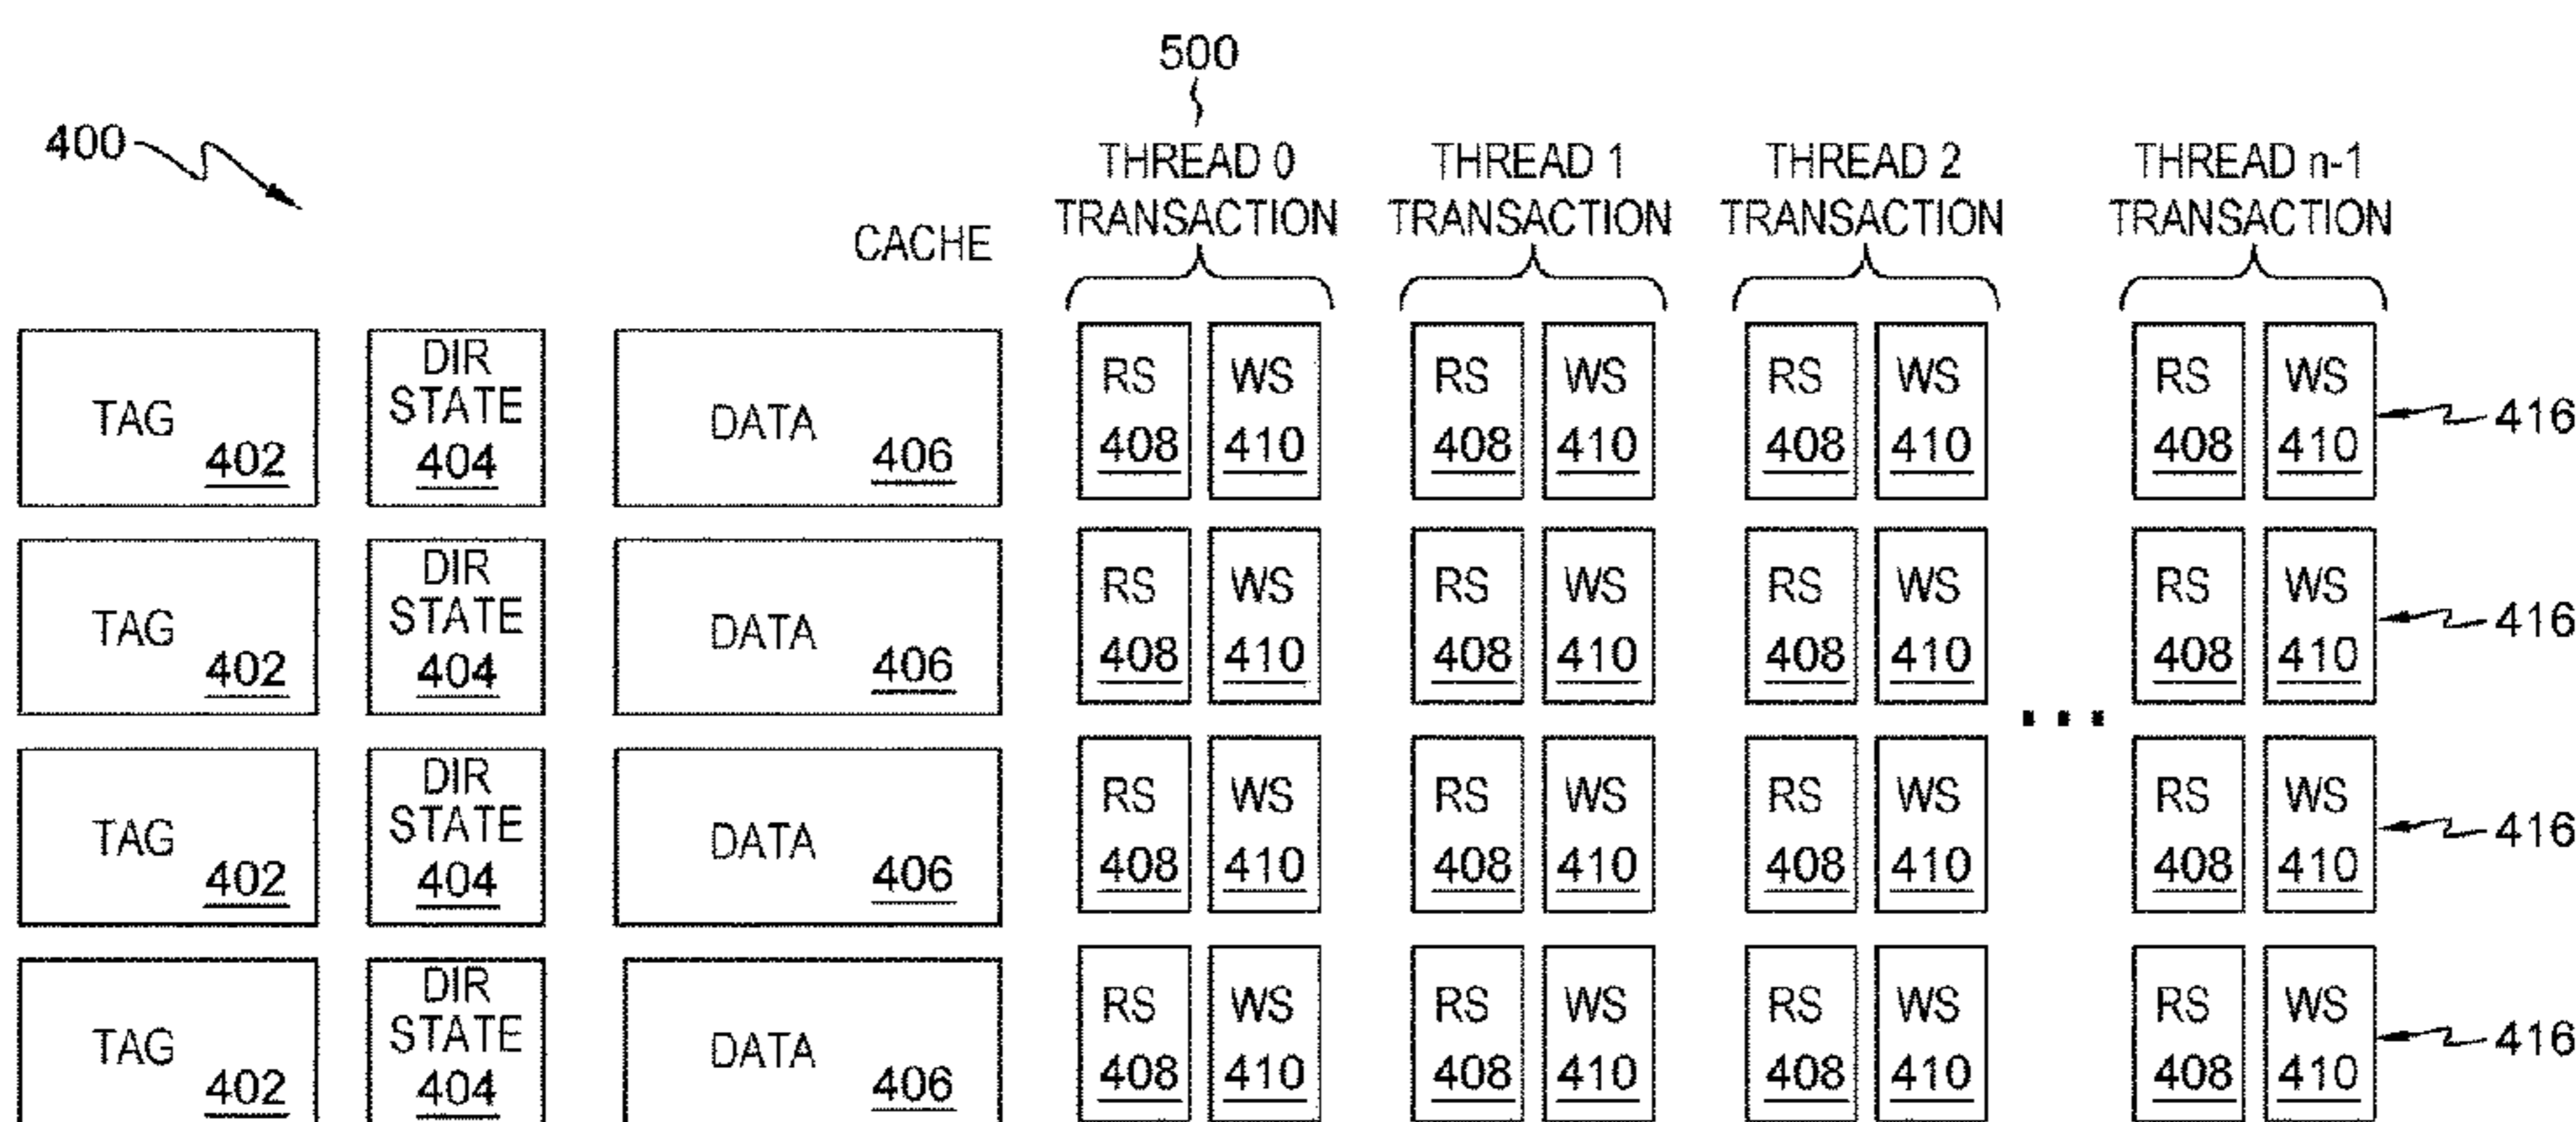 500
400
THREAD 0 THREAD 1 THREAD 2 THREAD n-1
CACHE TRANSACTION TRANSACTION TRANSACTION TRANSACTION
TAG 402 DIR STATE 404 DATA 406 RS 408 WS 410 RS 408 WS 410 RS 408 WS 410 RS 408 WS 410 416
TAG 402 DIR STATE 404 DATA 406 RS 408 WS 410 RS 408 WS 410 RS 408 WS 410 ... RS 408 WS 410 416
TAG 402 DIR STATE 404 DATA 406 RS 408 WS 410 RS 408 WS 410 RS 408 WS 410 RS 408 WS 410 416
TAG 402 DIR STATE 404 DATA 406 RS 408 WS 410 RS 408 WS 410 RS 408 WS 410 RS 408 WS 410 416